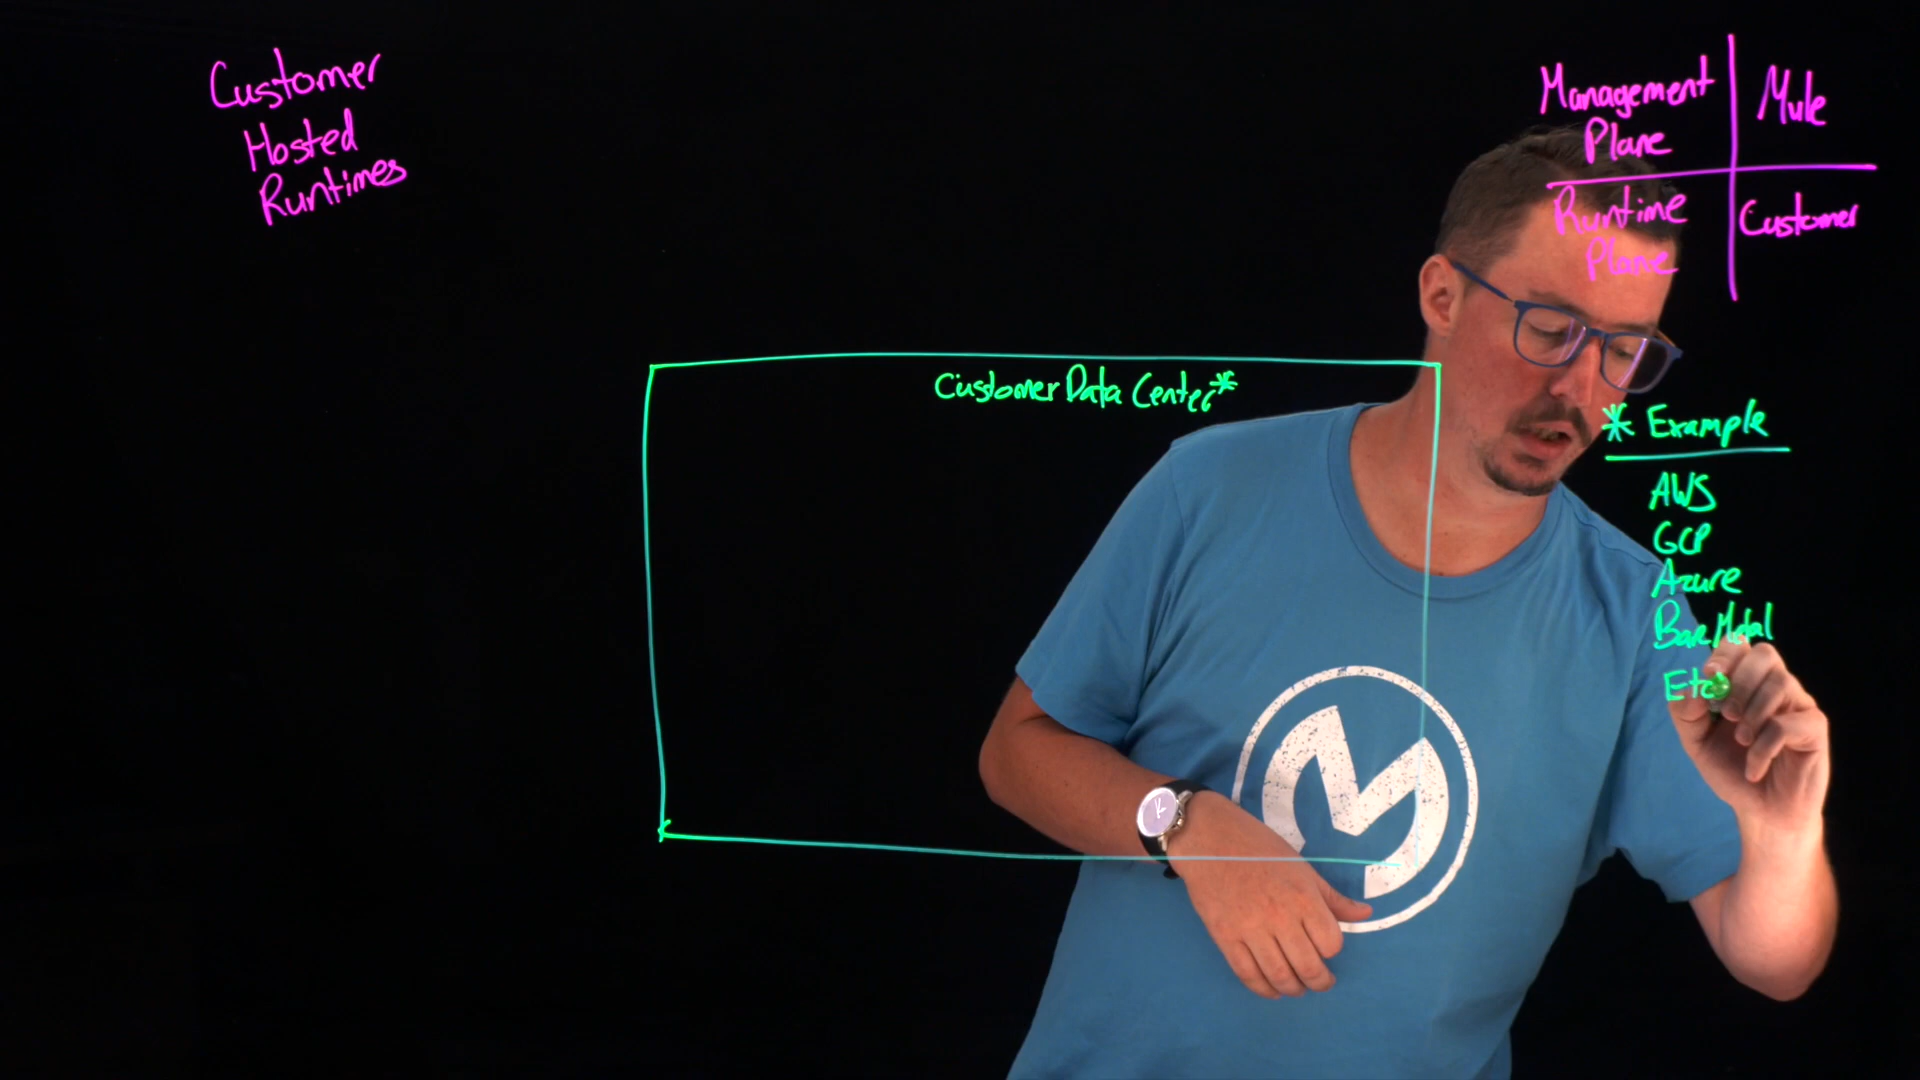 Customer
Hosted
Runtimes
Management
Plane
Mule
Runtime
Plane
Customer
Customer Data Center*
* Example
AWS
GCP
Azure
Bare Metal
Etc